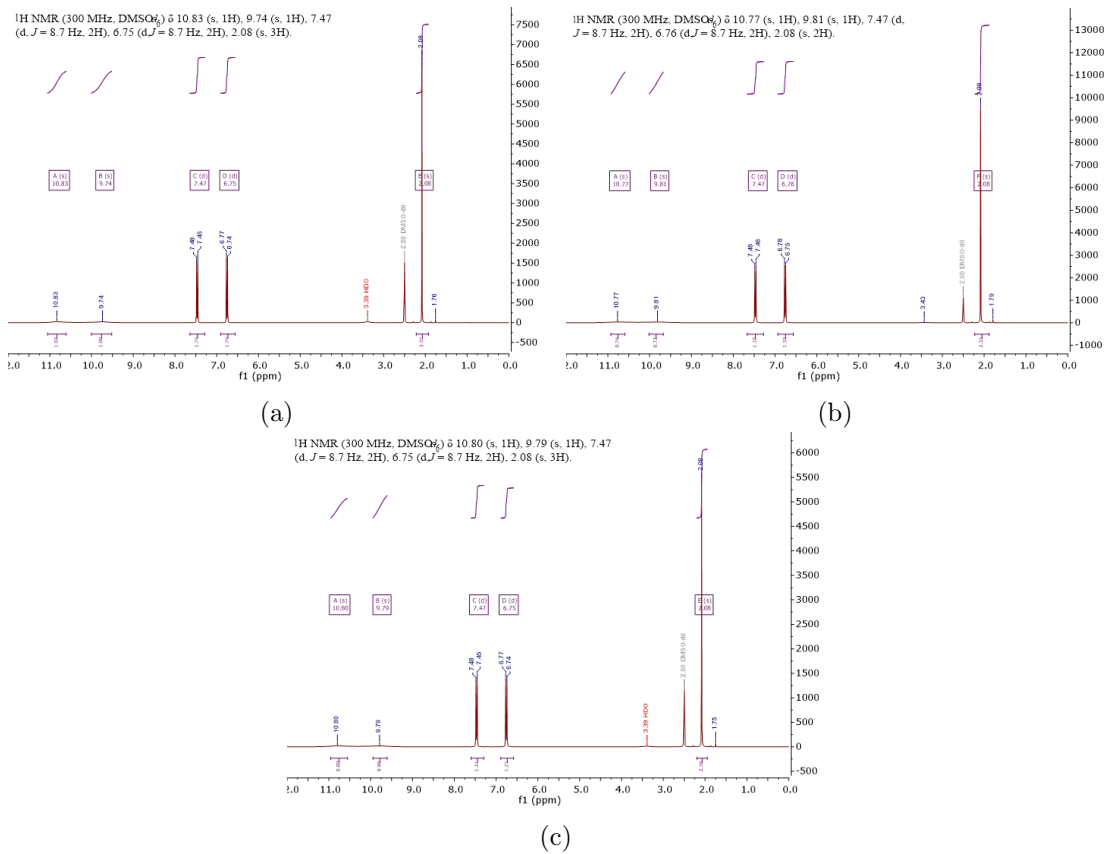 ¹H NMR (300 MHz, DMSO-d₆) δ 10.83 (s, 1H), 9.74 (s, 1H), 7.47
(d, J = 8.7 Hz, 2H), 6.75 (d, J = 8.7 Hz, 2H), 2.08 (s, 3H).
A (s)
10.83
B (s)
9.74
C (d)
7.47
D (d)
6.75
E (s)
2.08
10.83
9.74
7.48
7.45
6.77
6.74
3.39 HDO
2.50 DMSO-d6
2.08
1.76
7500
7000
6500
6000
5500
5000
4500
4000
3500
3000
2500
2000
1500
1000
500
0
-500
2.0 11.0 10.0 9.0 8.0 7.0 6.0 5.0 4.0 3.0 2.0 1.0 0.0
f1 (ppm)
(a)
¹H NMR (300 MHz, DMSO-d₆) δ 10.77 (s, 1H), 9.81 (s, 1H), 7.47 (d,
J = 8.7 Hz, 2H), 6.76 (d, J = 8.7 Hz, 2H), 2.08 (s, 2H).
A (s)
10.77
B (s)
9.81
C (d)
7.47
D (d)
6.76
2.08
10.77
9.81
7.49
7.46
6.78
6.75
3.43
2.50 DMSO-d6
2.08
1.79
13000
12000
11000
10000
9000
8000
7000
6000
5000
4000
3000
2000
1000
0
-1000
2.0 11.0 10.0 9.0 8.0 7.0 6.0 5.0 4.0 3.0 2.0 1.0 0.0
f1 (ppm)
(b)
¹H NMR (300 MHz, DMSO-d₆) δ 10.80 (s, 1H), 9.79 (s, 1H), 7.47
(d, J = 8.7 Hz, 2H), 6.75 (d, J = 8.7 Hz, 2H), 2.08 (s, 3H).
A (s)
10.80
B (s)
9.79
C (d)
7.47
D (d)
6.75
E (s)
2.08
10.80
9.79
7.48
7.45
6.77
6.74
3.39 HDO
2.50 DMSO-d6
2.08
1.75
6000
5500
5000
4500
4000
3500
3000
2500
2000
1500
1000
500
0
-500
2.0 11.0 10.0 9.0 8.0 7.0 6.0 5.0 4.0 3.0 2.0 1.0 0.0
f1 (ppm)
(c)